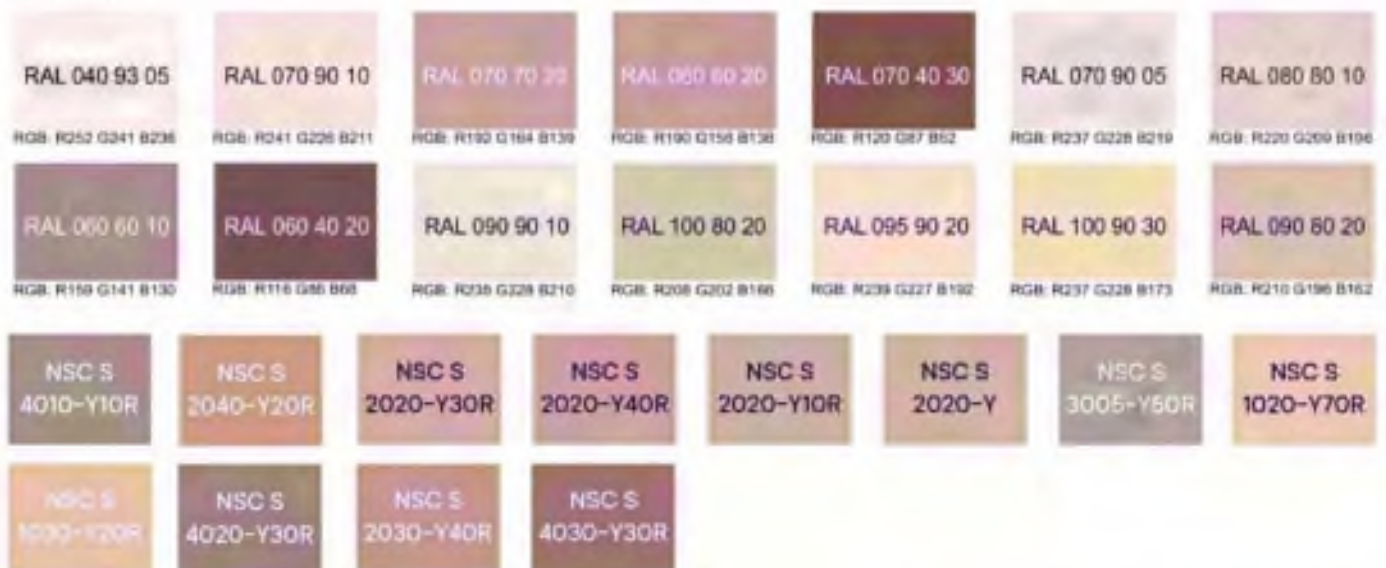 RAL 040 93 05 RAL 070 90 10 RAL 070 70 20 RAL 060 60 20 RAL 070 40 30 RAL 070 90 05 RAL 080 80 10
RGB: R252 G241 B236 RGB: R241 G226 B211 RGB: R192 G164 B139 RGB: R190 G156 B138 RGB: R120 G87 B52 RGB: R237 G228 B219 RGB: R220 G209 B196
RAL 060 60 10 RAL 060 40 20 RAL 090 90 10 RAL 100 80 20 RAL 095 90 20 RAL 100 90 30 RAL 090 80 20
RGB: R159 G141 B130 RGB: R116 G86 B68 RGB: R238 G228 B210 RGB: R208 G202 B166 RGB: R239 G227 B192 RGB: R237 G228 B173 RGB: R210 G196 B162
NSC S NSC S NSC S NSC S NSC S NSC S NSC S NSC S
4010-Y10R 2040-Y20R 2020-Y30R 2020-Y40R 2020-Y10R 2020-Y 3005-Y50R 1020-Y70R
NSC S NSC S NSC S NSC S
1030-Y20R 4020-Y30R 2030-Y40R 4030-Y30R